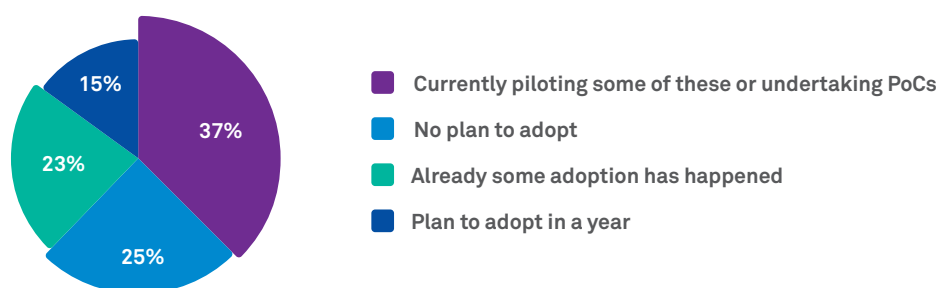 15%
37%
23%
25%
Currently piloting some of these or undertaking PoCs
No plan to adopt
Already some adoption has happened
Plan to adopt in a year